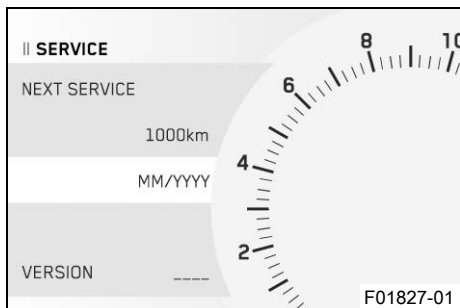 II SERVICE
NEXT SERVICE
1000km
MM/YYYY
VERSION ____
2
4
6
8
10
F01827-01